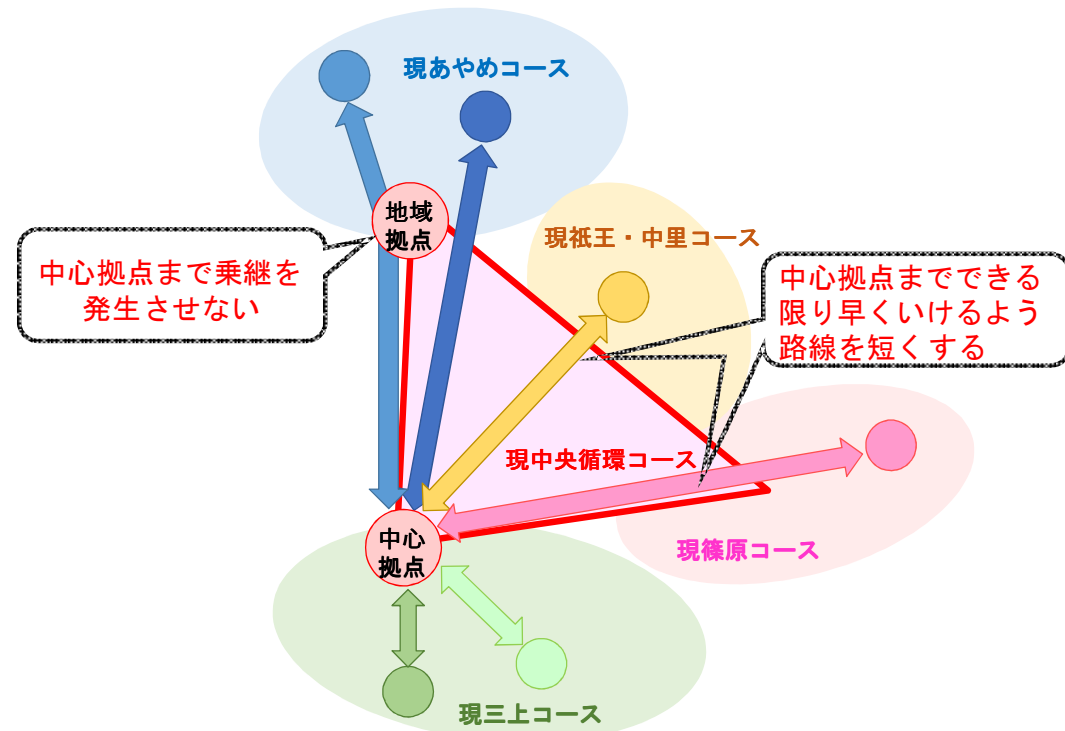 現あやめコース
地域
拠点
中心拠点まで乗継を
発生させない
現祇王・中里コース
中心拠点までできる
限り早くいけるよう
路線を短くする
現中央循環コース
中心
拠点
現篠原コース
現三上コース